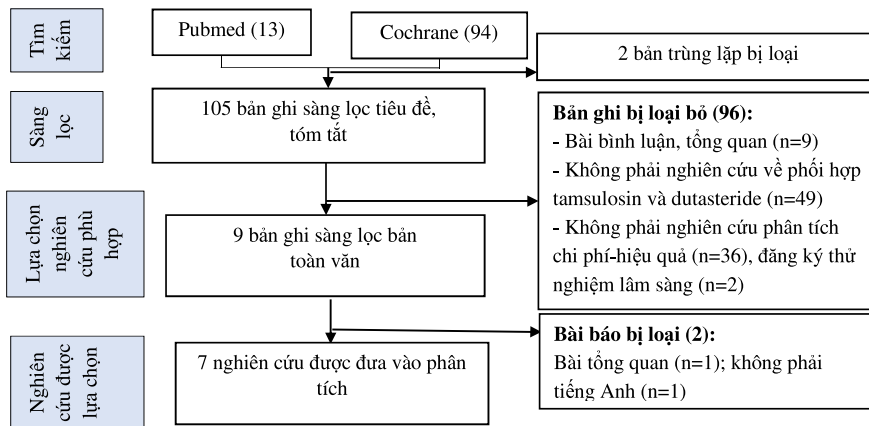 Tìm
kiếm
Pubmed (13)
Cochrane (94)
2 bản trùng lặp bị loại
Sàng
lọc
105 bản ghi sàng lọc tiêu đề,
tóm tắt
Bản ghi bị loại bỏ (96):
- Bài bình luận, tổng quan (n=9)
- Không phải nghiên cứu về phối hợp
tamsulosin và dutasteride (n=49)
- Không phải nghiên cứu phân tích
chi phí-hiệu quả (n=36), đăng ký thử
nghiệm lâm sàng (n=2)
Lựa chọn
nghiên
cứu phù
hợp
9 bản ghi sàng lọc bản
toàn văn
Bài báo bị loại (2):
Bài tổng quan (n=1); không phải
tiếng Anh (n=1)
Nghiên
cứu được
lựa chọn
7 nghiên cứu được đưa vào phân
tích